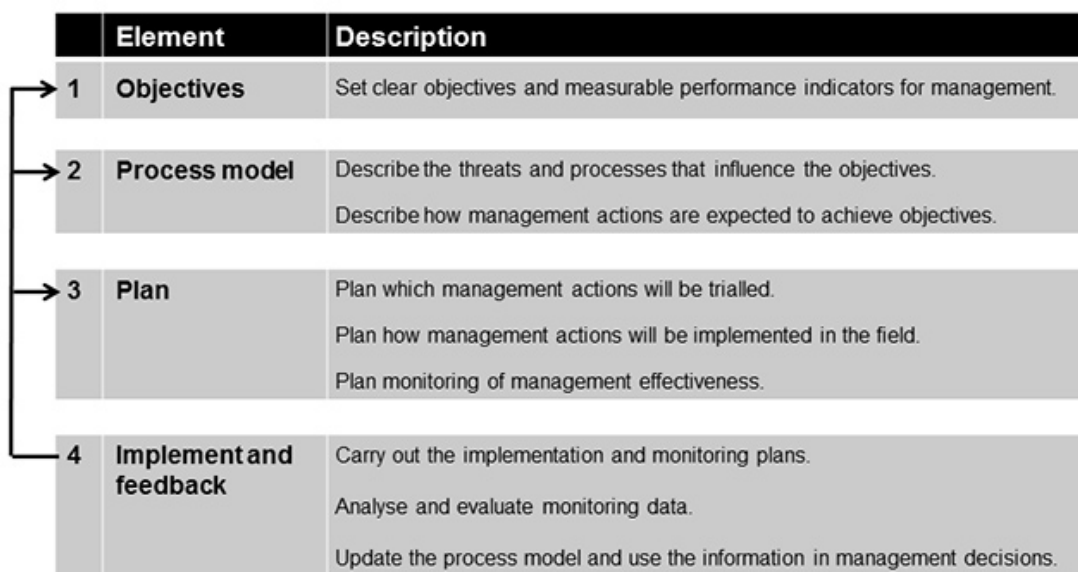 Element Description
1 Objectives Set clear objectives and measurable performance indicators for management.
2 Process model Describe the threats and processes that influence the objectives.
Describe how management actions are expected to achieve objectives.
3 Plan Plan which management actions will be trialled.
Plan how management actions will be implemented in the field.
Plan monitoring of management effectiveness.
4 Implement and Carry out the implementation and monitoring plans.
feedback
Analyse and evaluate monitoring data.
Update the process model and use the information in management decisions.